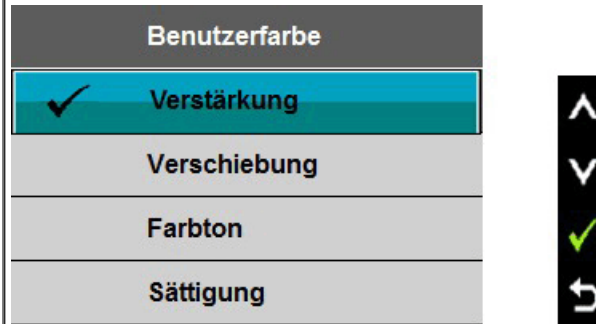 Benutzerfarbe
Verstärkung
Verschiebung
Farbton
Sättigung